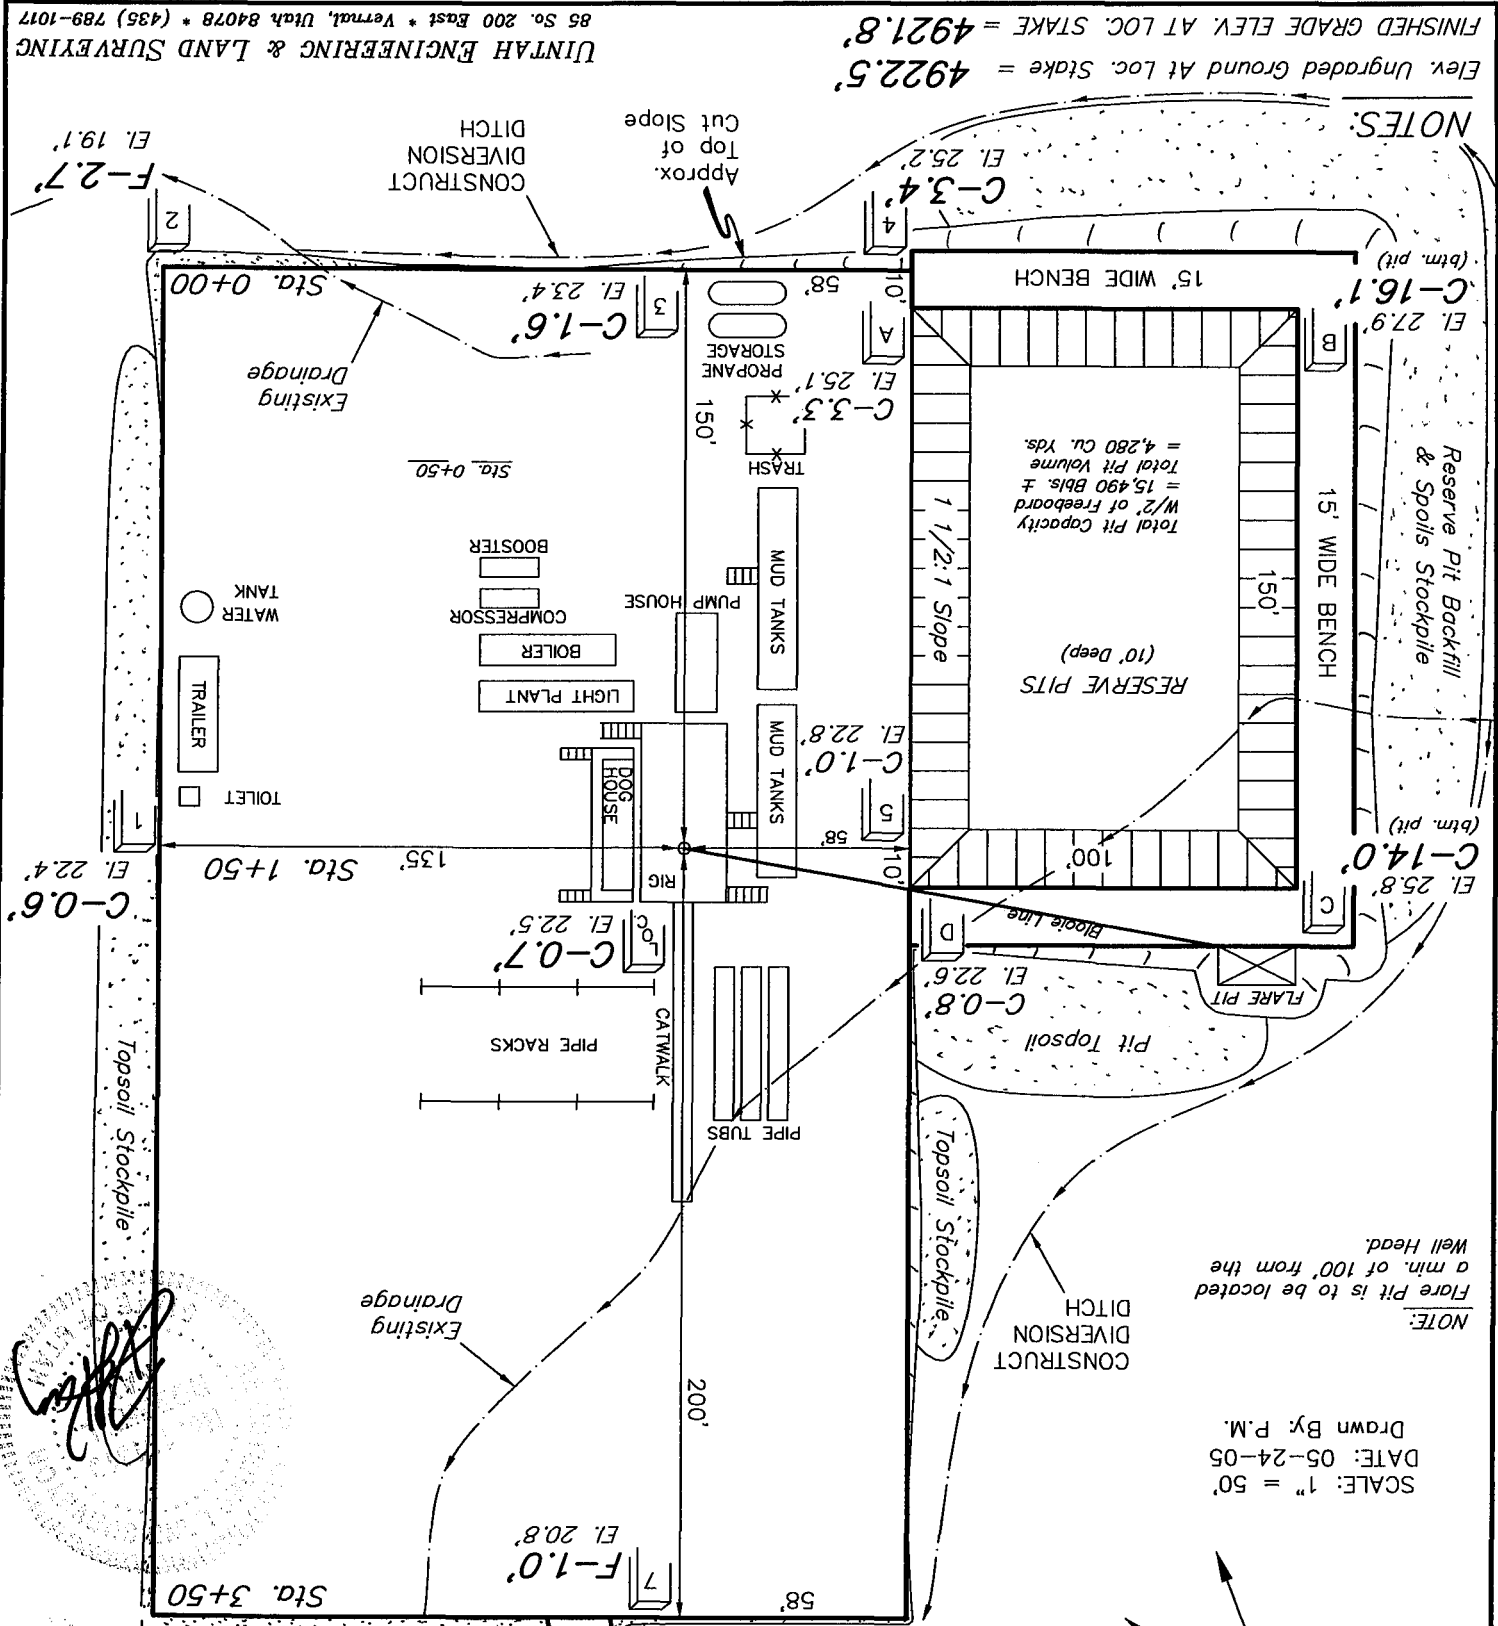 SCALE: 1" = 50'
DATE: 05-24-05
Drawn By: P.M.
NOTE:
Flare Pit is to be located
a min. of 100' from the
Well Head.
CONSTRUCT
DIVERSION
DITCH
58'
F-1.0'
El. 20.8'
7
Sta. 3+50
200'
Existing
Drainage
Topsoil Stockpile
Topsoil Stockpile
Pit Topsoil
PIPE TUBS
CATWALK
PIPE RACKS
FLARE PIT
C-0.8'
El. 22.6'
D
Blooie Line
C
El. 25.8'
C-14.0'
(btm. pit)
LOC.
C-0.7'
El. 22.5'
C-0.6'
El. 22.4'
1
Sta. 1+50
135'
RIG
10'
58'
100'
5
C-1.0'
El. 22.8'
DOG
HOUSE
TOILET
TRAILER
WATER
TANK
LIGHT PLANT
BOILER
COMPRESSOR
BOOSTER
PUMP HOUSE
MUD TANKS
MUD TANKS
RESERVE PITS
(10' Deep)
150'
15' WIDE BENCH
Reserve Pit Backfill
& Spoils Stockpile
1 1/2:1 Slope
Total Pit Capacity
W/2' of Freeboard
= 15,490 Bbls. ±
Total Pit Volume
= 4,280 Cu. Yds.
TRASH
Sta. 0+50
150'
C-3.3'
El. 25.1'
A
PROPANE
STORAGE
Existing
Drainage
B
El. 27.9'
C-16.1'
(btm. pit)
15' WIDE BENCH
10'
58'
3
C-1.6'
El. 23.4'
Sta. 0+00
4
C-3.4'
El. 25.2'
2
F-2.7'
El. 19.1'
Approx.
Top of
Cut Slope
CONSTRUCT
DIVERSION
DITCH
NOTES:
Elev. Ungraded Ground At Loc. Stake = 4922.5'
FINISHED GRADE ELEV. AT LOC. STAKE = 4921.8'
UINTAH ENGINEERING & LAND SURVEYING
85 So. 200 East * Vernal, Utah 84078 * (435) 789-1017